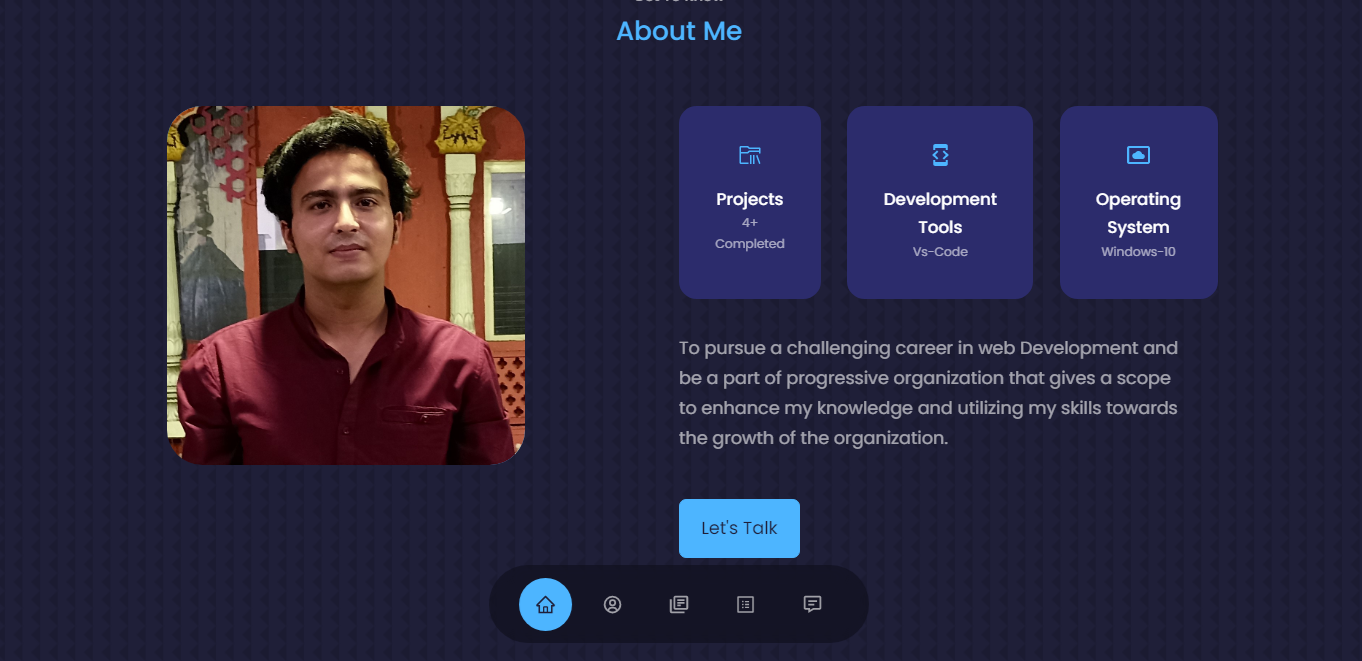 About Me
Projects
4+
Completed
Development
Tools
Vs-Code
Operating
System
Windows-10
To pursue a challenging career in web Development and
be a part of progressive organization that gives a scope
to enhance my knowledge and utilizing my skills towards
the growth of the organization.
Let's Talk